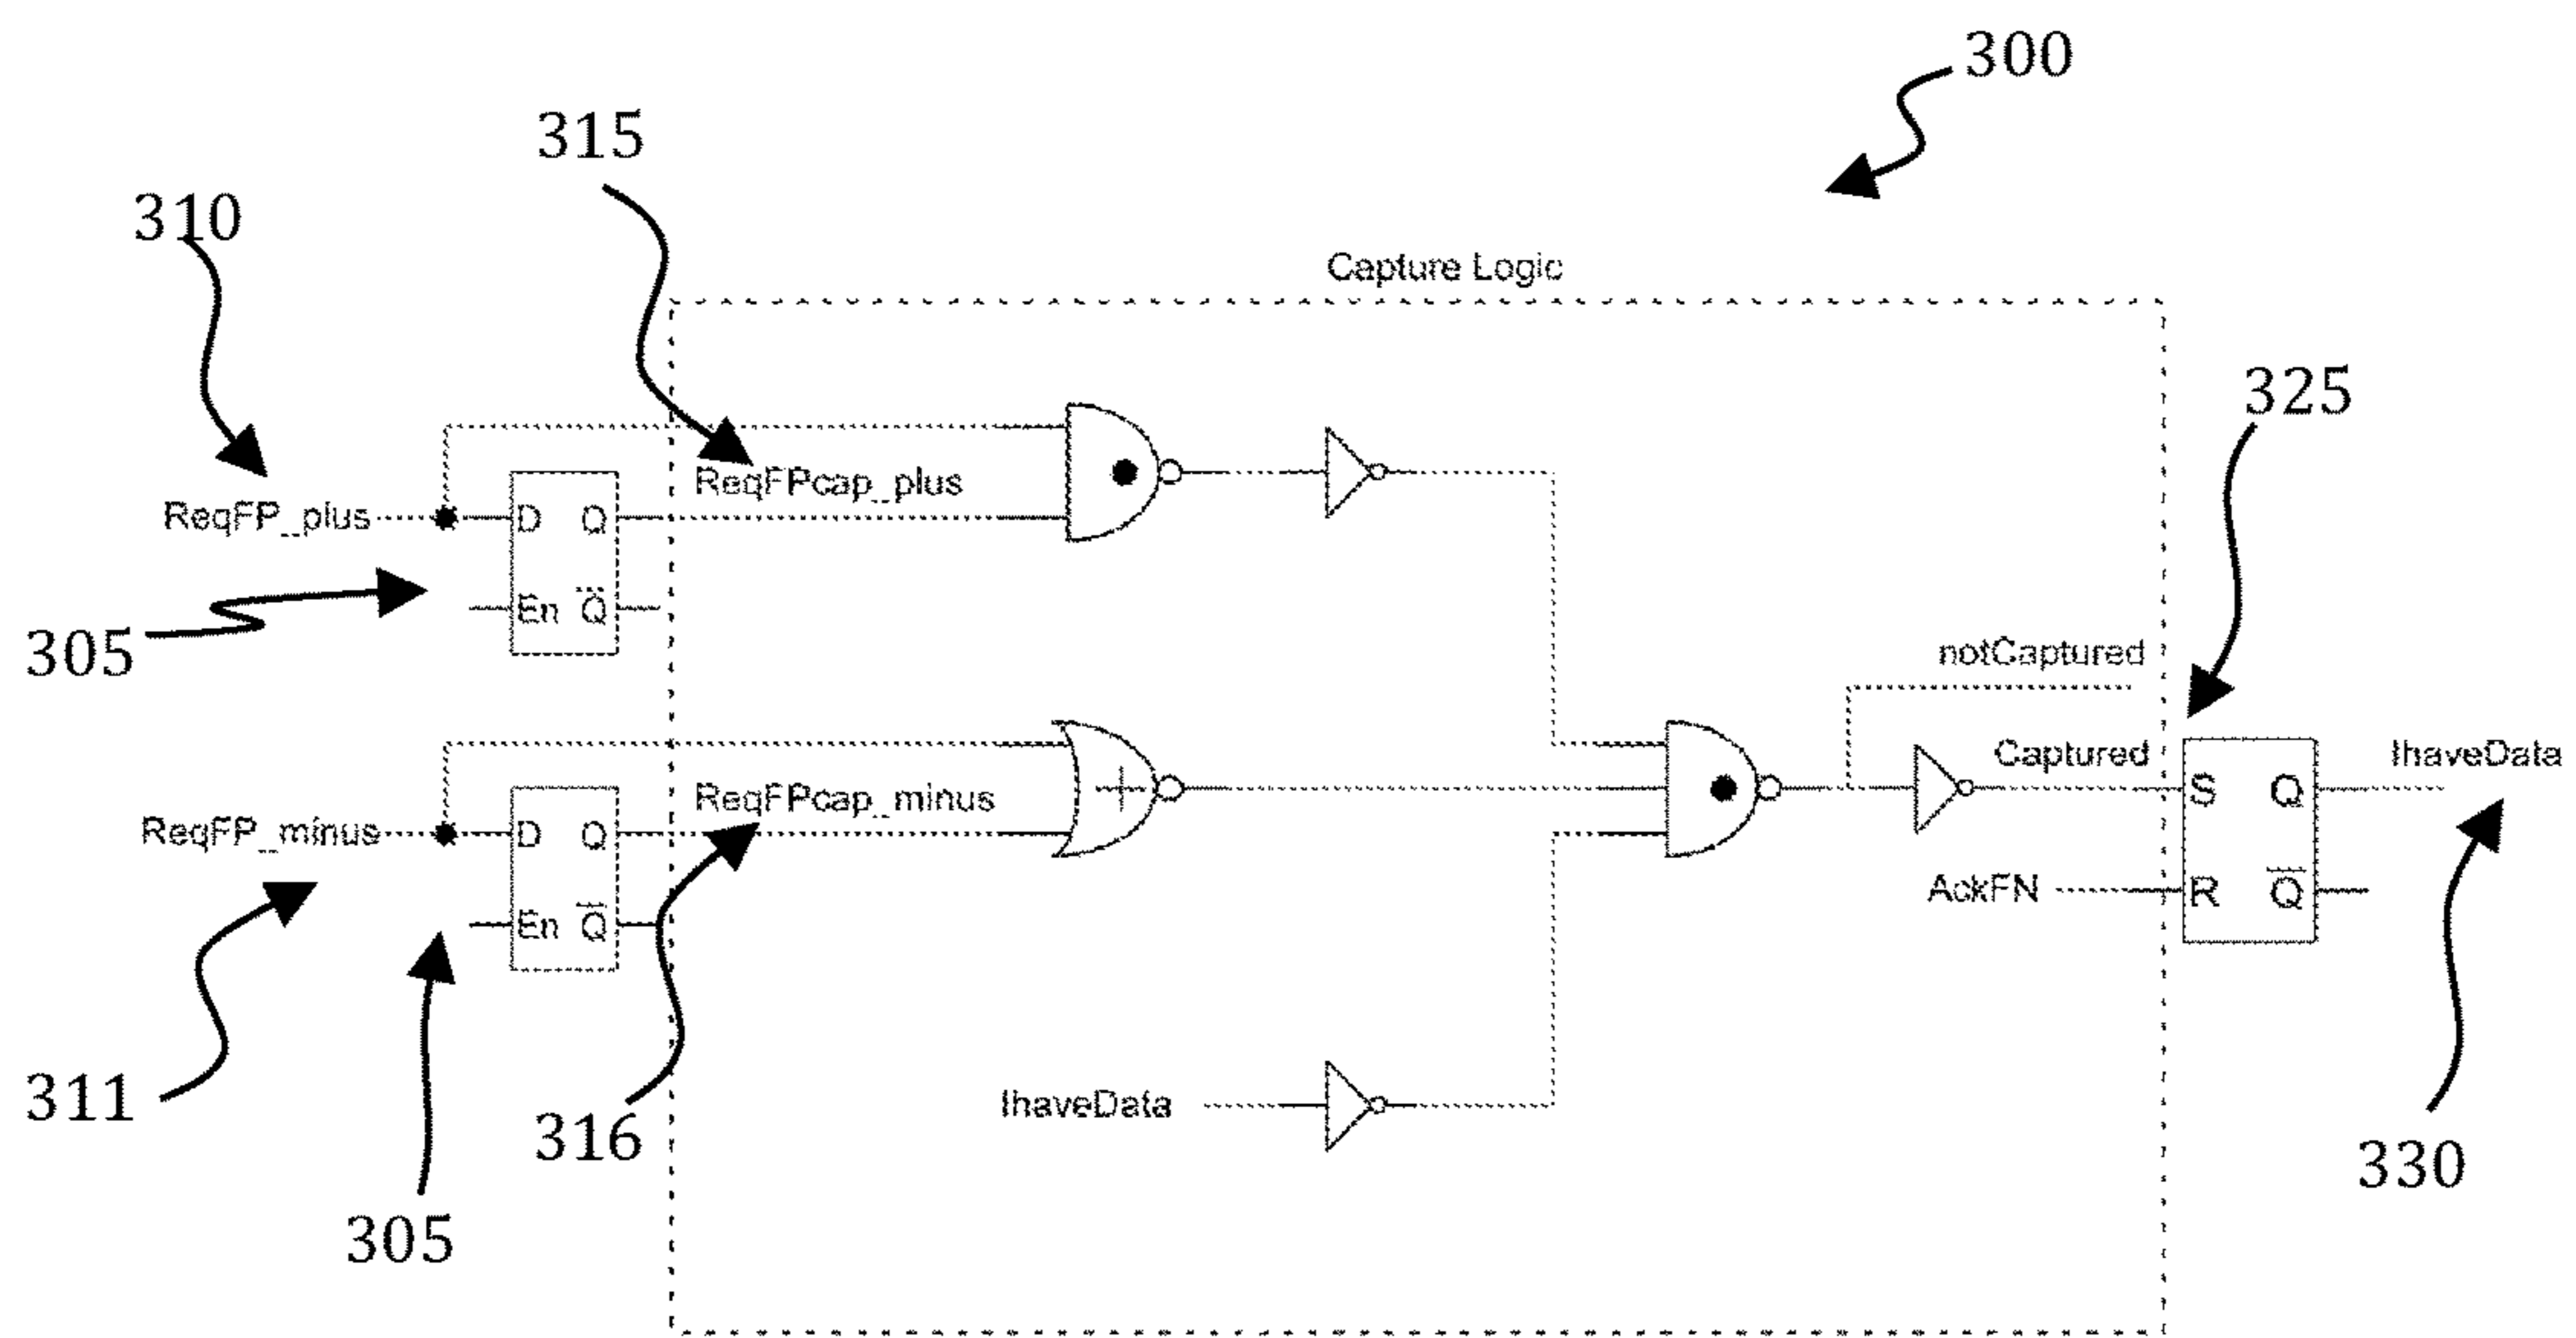 300
315
310
Capture Logic
325
ReqFPcap_plus
ReqFP_plus
D Q
En Q̅
305
notCaptured
Captured
IhaveData
ReqFPcap_minus
ReqFP_minus
D Q
S Q
AckFN
R Q̅
En Q̅
311
IhaveData
316
330
305